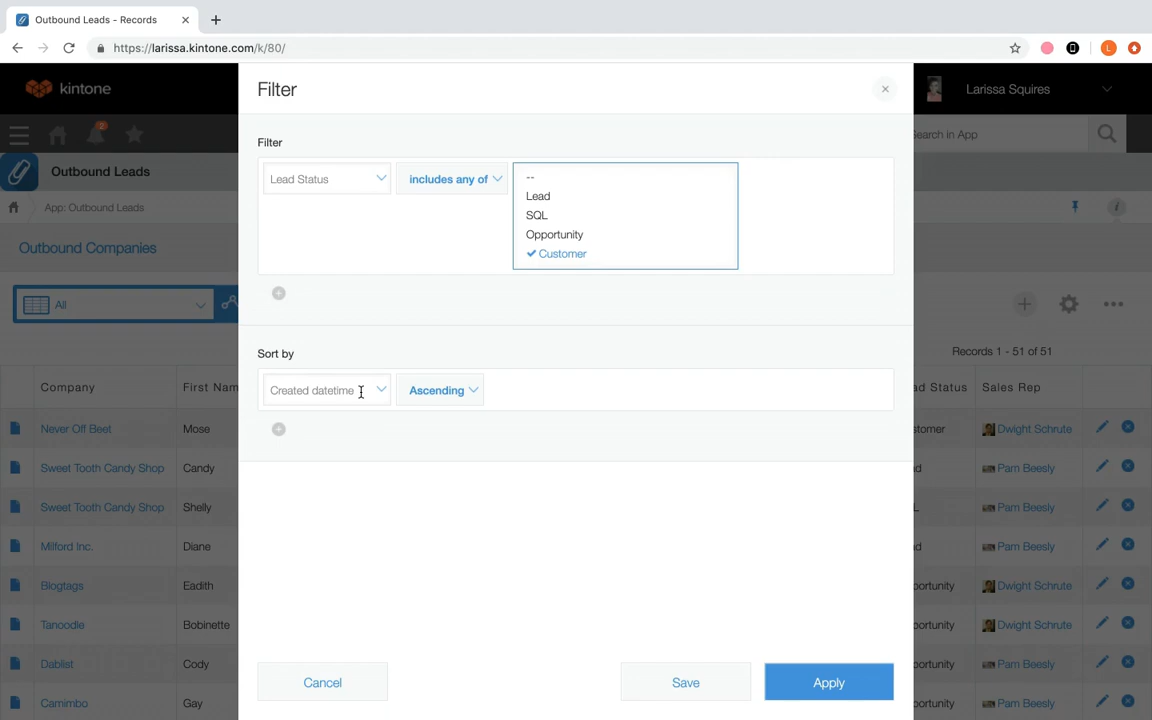 Outbound Leads - Records
https://larissa.kintone.com/k/80/
L
kintone
Filter
Larissa Squires
2
Search in App
Outbound Leads
App: Outbound Leads
Outbound Companies
All
Filter
Lead Status
includes any of
--
Lead
SQL
Opportunity
Customer
Sort by
Created datetime
Ascending
Records 1 - 51 of 51
Company First Nam ad Status Sales Rep
Never Off Beet Mose stomer Dwight Schrute
Sweet Tooth Candy Shop Candy d Pam Beesly
Sweet Tooth Candy Shop Shelly L Pam Beesly
Milford Inc. Diane d Pam Beesly
Blogtags Eadith portunity Dwight Schrute
Tanoodle Bobinette portunity Dwight Schrute
Dablist Cody portunity Pam Beesly
Camimbo Gay portunity Pam Beesly
Cancel Save Apply